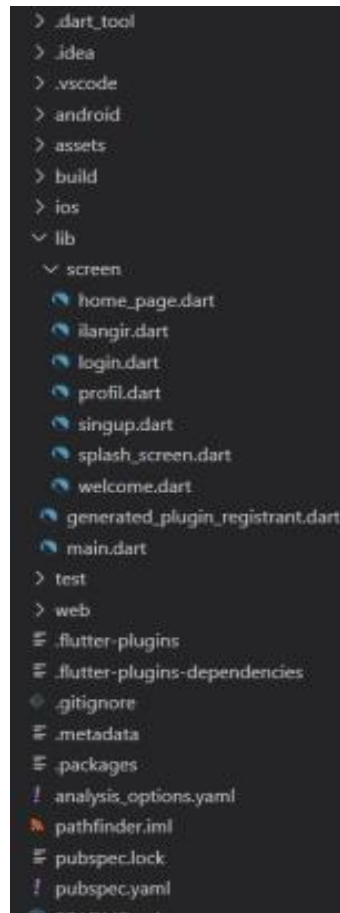 .dart_tool
.idea
.vscode
android
assets
build
ios
lib
screen
home_page.dart
ilangir.dart
login.dart
profil.dart
singup.dart
splash_screen.dart
welcome.dart
generated_plugin_registrant.dart
main.dart
test
web
.flutter-plugins
.flutter-plugins-dependencies
.gitignore
.metadata
.packages
analysis_options.yaml
pathfinder.iml
pubspec.lock
pubspec.yaml